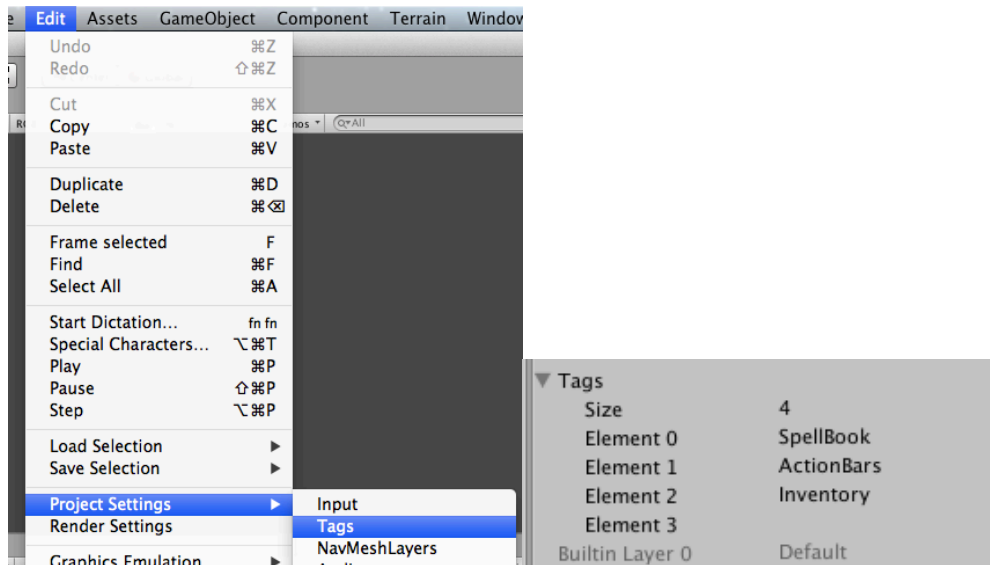 Edit Assets GameObject Component Terrain Window
Undo ⌘Z
Redo ⇧⌘Z
Cut ⌘X
Copy ⌘C
Paste ⌘V
Q▾All
Duplicate ⌘D
Delete ⌘⌫
Frame selected F
Find ⌘F
Select All ⌘A
Start Dictation... fn fn
Special Characters... ⌥⌘T
Play ⌘P
Pause ⇧⌘P
Step ⌥⌘P
Load Selection ▶
Save Selection ▶
Project Settings ▶
Render Settings
Graphics Emulation ▶
Input
Tags
NavMeshLayers
▼ Tags
Size 4
Element 0 SpellBook
Element 1 ActionBars
Element 2 Inventory
Element 3
Builtin Layer 0 Default